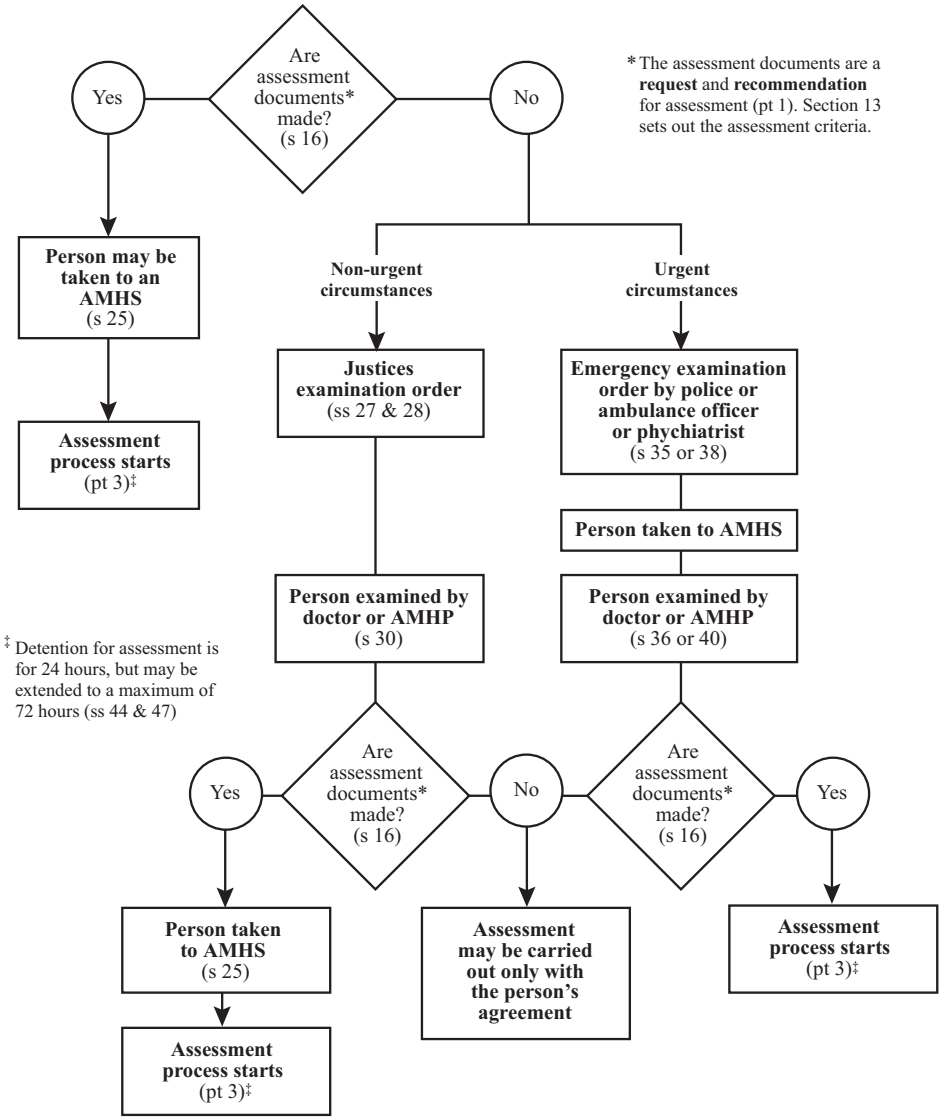 Are
assessment
documents*
made?
(s 16)
Yes
No
* The assessment documents are a
request and recommendation
for assessment (pt 1). Section 13
sets out the assessment criteria.
Person may be
taken to an
AMHS
(s 25)
Non-urgent
circumstances
Urgent
circumstances
Assessment
process starts
(pt 3)‡
Justices
examination order
(ss 27 & 28)
Emergency examination
order by police or
ambulance officer
or phychiatrist
(s 35 or 38)
Person taken to AMHS
Person examined by
doctor or AMHP
(s 30)
Person examined by
doctor or AMHP
(s 36 or 40)
‡ Detention for assessment is
for 24 hours, but may be
extended to a maximum of
72 hours (ss 44 & 47)
Yes
Are
assessment
documents*
made?
(s 16)
No
Are
assessment
documents*
made?
(s 16)
Yes
Person taken
to AMHS
(s 25)
Assessment
may be carried
out only with
the person's
agreement
Assessment
process starts
(pt 3)‡
Assessment
process starts
(pt 3)‡